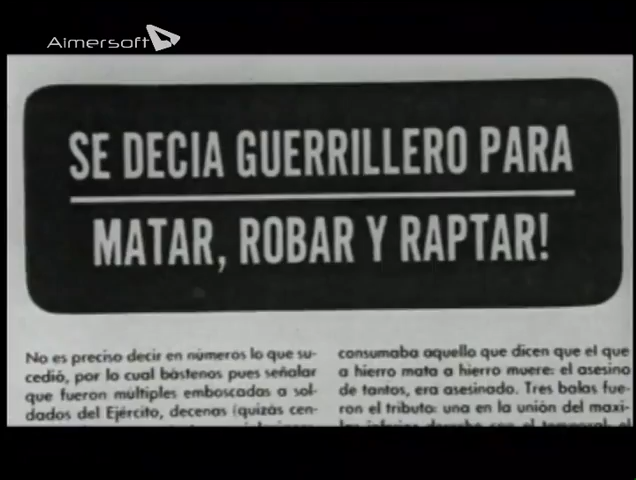 Aimersoft
SE DECIA GUERRILLERO PARA
MATAR, ROBAR Y RAPTAR!
No es preciso decir en números lo que su-
cedió, por lo cual bástenos pues señalar
que fueron múltiples emboscadas a sol-
dados del Ejército, decenas (quizás cen-
consumaba aquello que dicen que el que
a hierro mata a hierro muere: el asesino
de tantos, era asesinado. Tres balas fue-
ron el tributo: una en la unión del maxi-